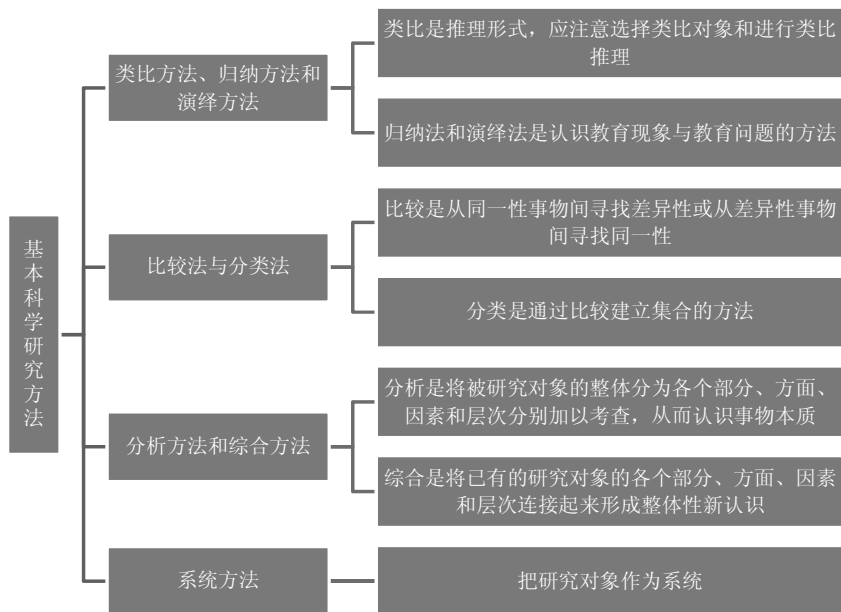 基本科学研究方法
类比方法、归纳方法和
演绎方法
类比是推理形式，应注意选择类比对象和进行类比
推理
归纳法和演绎法是认识教育现象与教育问题的方法
比较法与分类法
比较是从同一性事物间寻找差异性或从差异性事物
间寻找同一性
分类是通过比较建立集合的方法
分析方法和综合方法
分析是将被研究对象的整体分为各个部分、方面、
因素和层次分别加以考查，从而认识事物本质
综合是将已有的研究对象的各个部分、方面、因素
和层次连接起来形成整体性新认识
系统方法
把研究对象作为系统